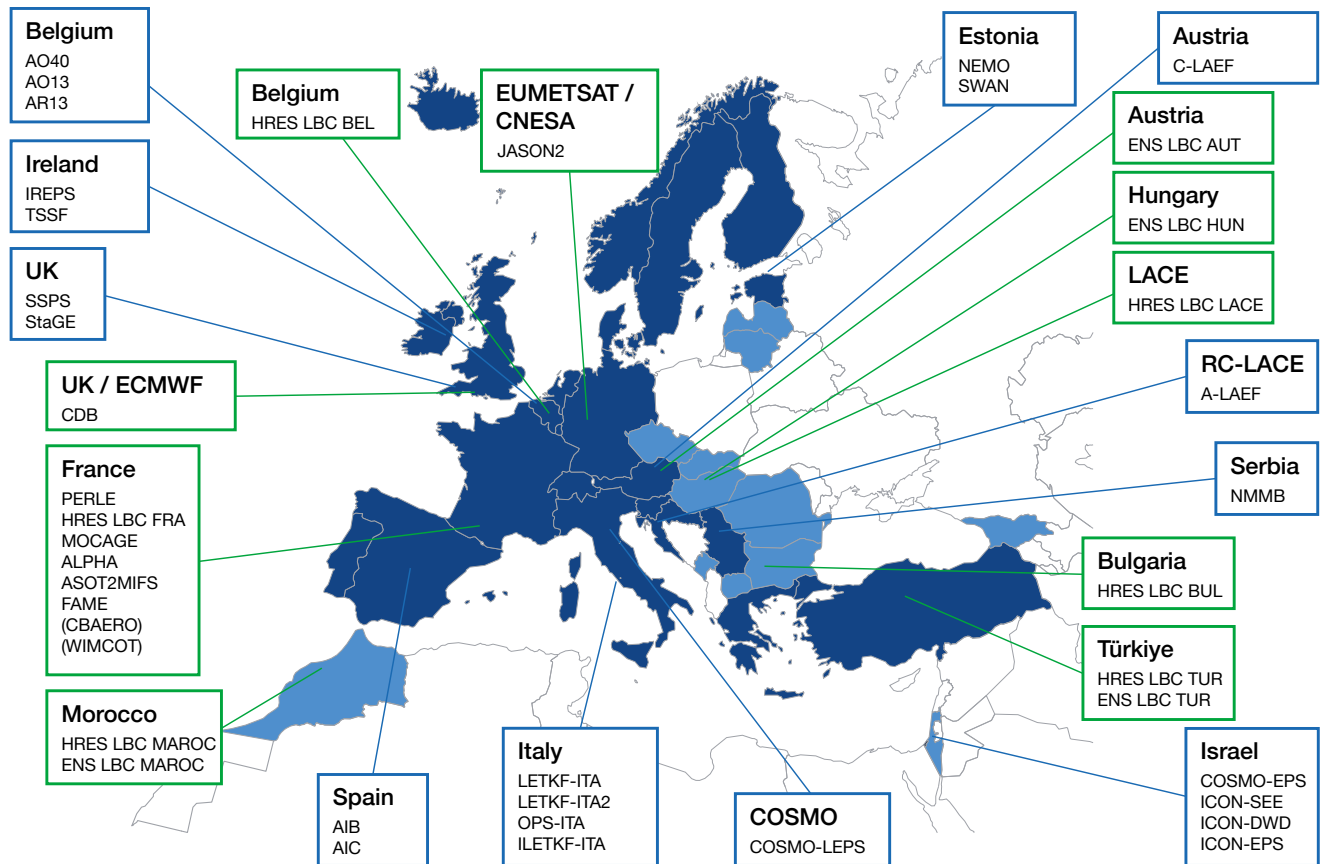 Belgium
AO40
AO13
AR13
Belgium
HRES LBC BEL
EUMETSAT /
CNESA
JASON2
Estonia
NEMO
SWAN
Austria
C-LAEF
Austria
ENS LBC AUT
Ireland
IREPS
TSSF
Hungary
ENS LBC HUN
UK
SSPS
StaGE
LACE
HRES LBC LACE
UK / ECMWF
CDB
RC-LACE
A-LAEF
France
PERLE
HRES LBC FRA
MOCAGE
ALPHA
ASOT2MIFS
FAME
(CBAERO)
(WIMCOT)
Serbia
NMMB
Bulgaria
HRES LBC BUL
Türkiye
HRES LBC TUR
ENS LBC TUR
Morocco
HRES LBC MAROC
ENS LBC MAROC
Spain
AIB
AIC
Italy
LETKF-ITA
LETKF-ITA2
OPS-ITA
ILETKF-ITA
COSMO
COSMO-LEPS
Israel
COSMO-EPS
ICON-SEE
ICON-DWD
ICON-EPS